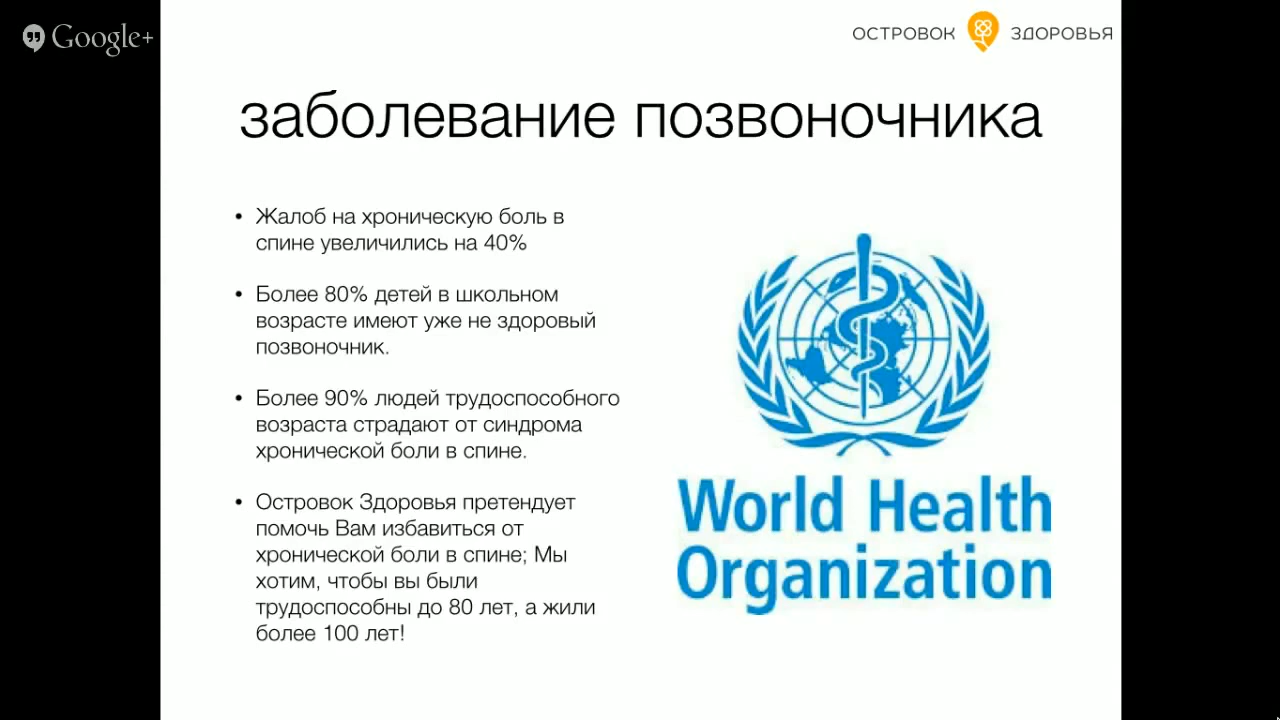 Google+
ОСТРОВОК ЗДОРОВЬЯ
заболевание позвоночника
• Жалоб на хроническую боль в
спине увеличились на 40%
• Более 80% детей в школьном
возрасте имеют уже не здоровый
позвоночник.
• Более 90% людей трудоспособного
возраста страдают от синдрома
хронической боли в спине.
• Островок Здоровья претендует
помочь Вам избавиться от
хронической боли в спине; Мы
хотим, чтобы вы были
трудоспособны до 80 лет, а жили
более 100 лет!
World Health
Organization